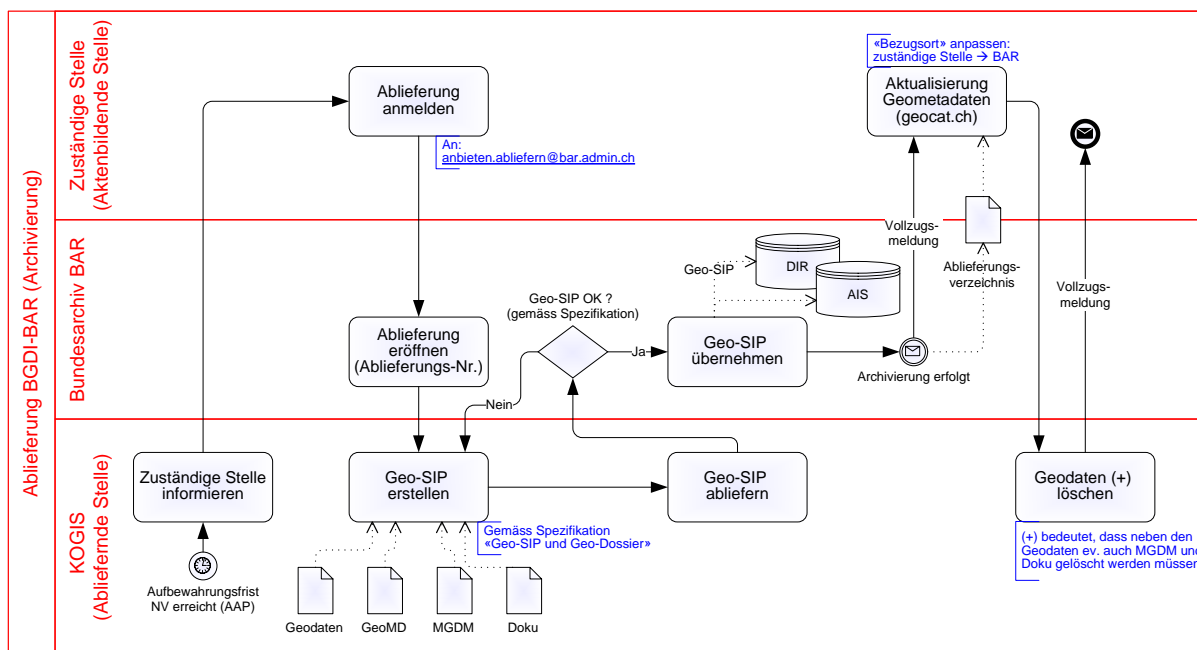 Ablieferung BGDI-BAR (Archivierung)
Zuständige Stelle
(Aktenbildende Stelle)
Ablieferung
anmelden
An:
anbieten.abliefern@bar.admin.ch
«Bezugsort» anpassen:
zuständige Stelle → BAR
Aktualisierung
Geometadaten
(geocat.ch)
Bundesarchiv BAR
Ablieferung
eröffnen
(Ablieferungs-Nr.)
Geo-SIP OK ?
(gemäss Spezifikation)
Nein
Ja
Geo-SIP
übernehmen
Geo-SIP
DIR
AIS
Archivierung erfolgt
Vollzugs-
meldung
Ablieferungs-
verzeichnis
Vollzugs-
meldung
KOGIS
(Abliefernde Stelle)
Zuständige Stelle
informieren
Aufbewahrungsfrist
NV erreicht (AAP)
Geo-SIP
erstellen
Gemäss Spezifikation
«Geo-SIP und Geo-Dossier»
Geodaten
GeoMD
MGDM
Doku
Geo-SIP
abliefern
Geodaten (+)
löschen
(+) bedeutet, dass neben den
Geodaten ev. auch MGDM und
Doku gelöscht werden müssen